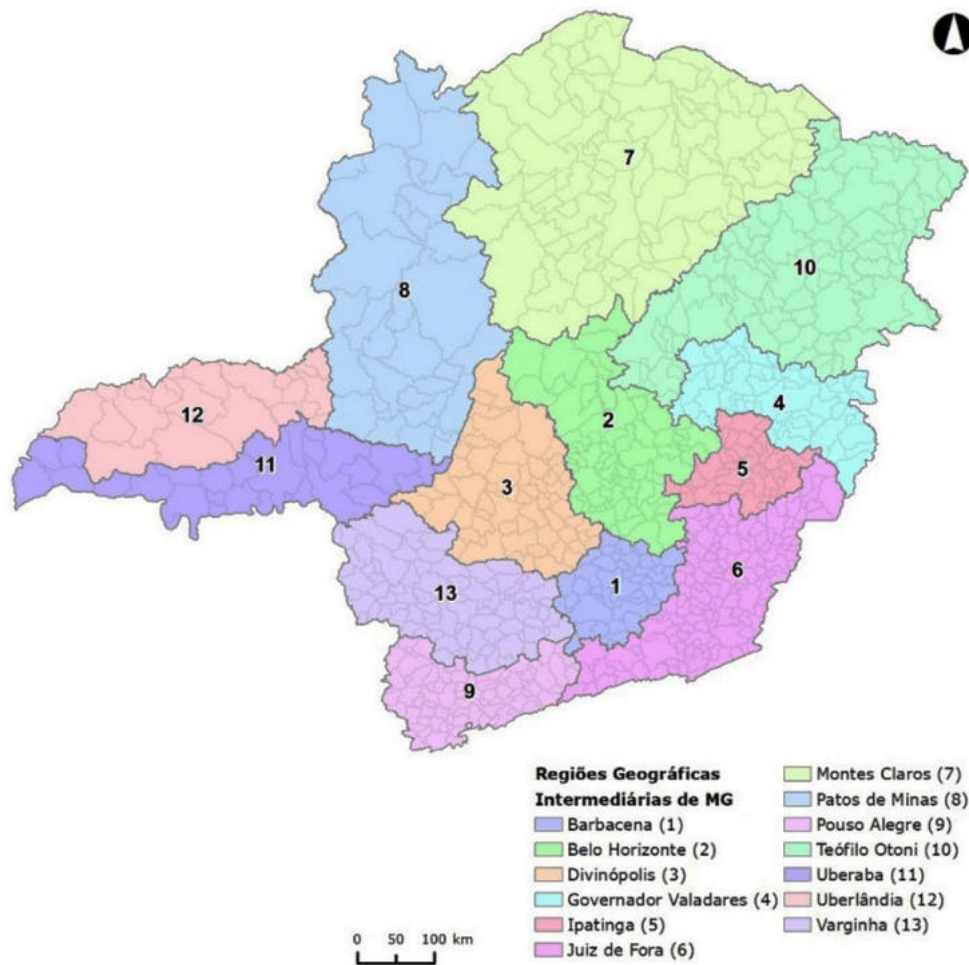 7
10
8
4
12
2
11
5
3
6
1
13
9
Regiões Geográficas
Intermediárias de MG
Barbacena (1)
Belo Horizonte (2)
Divinópolis (3)
Governador Valadares (4)
Ipatinga (5)
Juiz de Fora (6)
Montes Claros (7)
Patos de Minas (8)
Pouso Alegre (9)
Teófilo Otoni (10)
Uberaba (11)
Uberlândia (12)
Varginha (13)
0 50 100 km